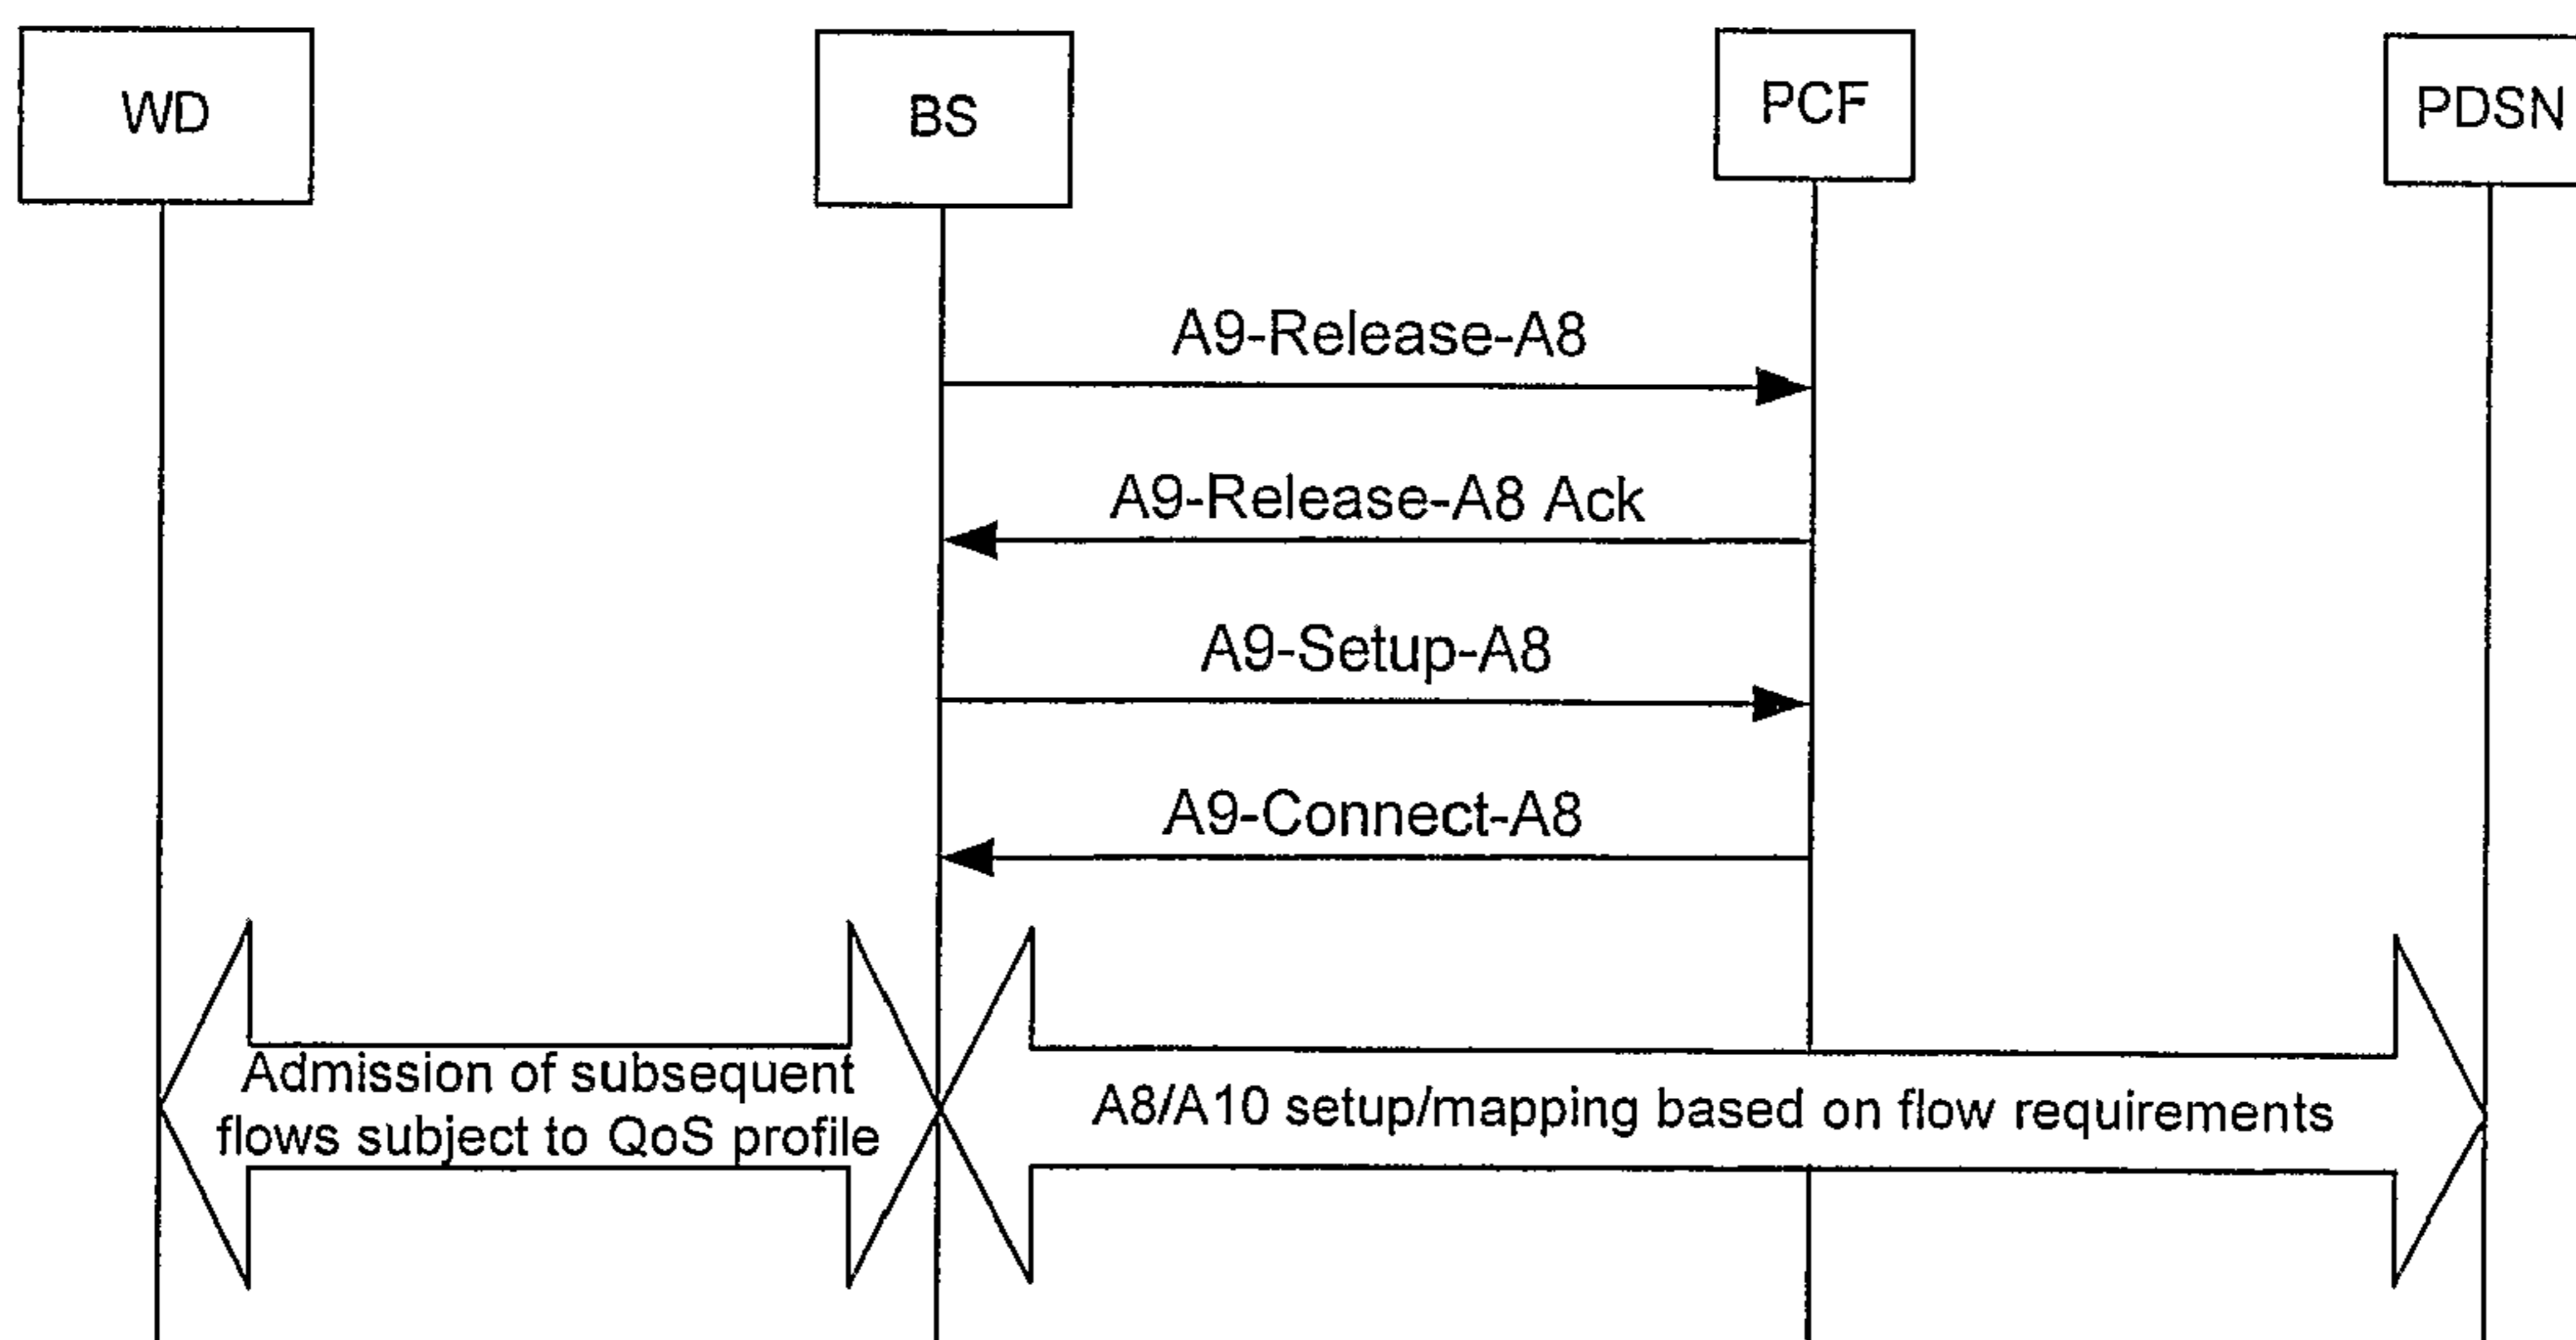 WD
BS
PCF
PDSN
A9-Release-A8
A9-Release-A8 Ack
A9-Setup-A8
A9-Connect-A8
Admission of subsequent
flows subject to QoS profile
A8/A10 setup/mapping based on flow requirements